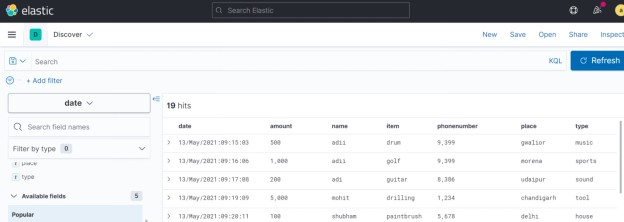 elastic
Search Elastic
D Discover
New Save Open Share Inspect
Search KQL Refresh
+ Add filter
date
19 hits
Search field names
date amount name item phonenumber place type
Filter by type 0
13/May/2021:09:15:03 500 adii drum 9,399 gwalior music
place
13/May/2021:09:16:06 1,000 adii golf 9,399 morena sports
t type
13/May/2021:09:17:08 200 adi guitar 8,386 udaipur sound
Available fields 5
13/May/2021:09:19:09 5,000 mohit drilling 1,234 chandigarh tool
Popular
13/May/2021:09:20:11 100 shubham paintbrush 5,678 delhi house